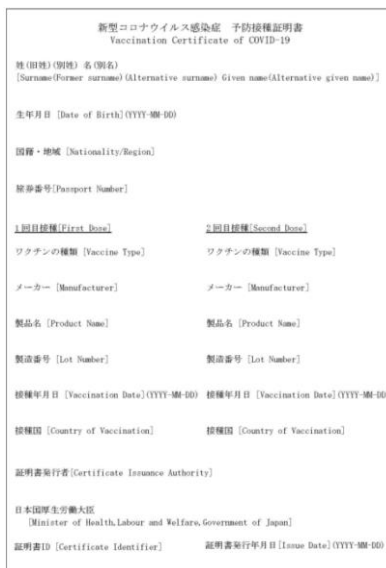 新型コロナウイルス感染症 予防接種証明書
Vaccination Certificate of COVID-19
姓(旧姓)(別姓) 名(別名)
[Surname(Former surname)(Alternative surname) Given name(Alternative given name)]
生年月日 [Date of Birth](YYYY-MM-DD)
国籍・地域 [Nationality/Region]
旅券番号[Passport Number]
1回目接種[First Dose] 2回目接種[Second Dose]
ワクチンの種類 [Vaccine Type] ワクチンの種類 [Vaccine Type]
メーカー [Manufacturer] メーカー [Manufacturer]
製品名 [Product Name] 製品名 [Product Name]
製造番号 [Lot Number] 製造番号 [Lot Number]
接種年月日 [Vaccination Date](YYYY-MM-DD) 接種年月日 [Vaccination Date](YYYY-MM-DD)
接種国 [Country of Vaccination] 接種国 [Country of Vaccination]
証明書発行者[Certificate Issuance Authority]
日本国厚生労働大臣
[Minister of Health,Labour and Welfare,Government of Japan]
証明書ID [Certificate Identifier] 証明書発行年月日[Issue Date](YYYY-MM-DD)